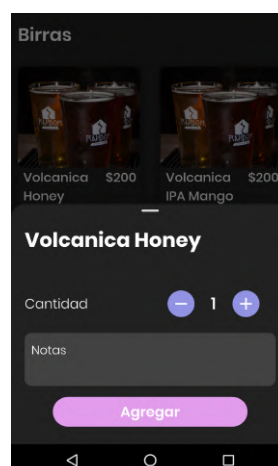 Birras
Volcanica $200
Honey
Volcanica $200
IPA Mango
Volcanica Honey
Cantidad
1
Notas
Agregar